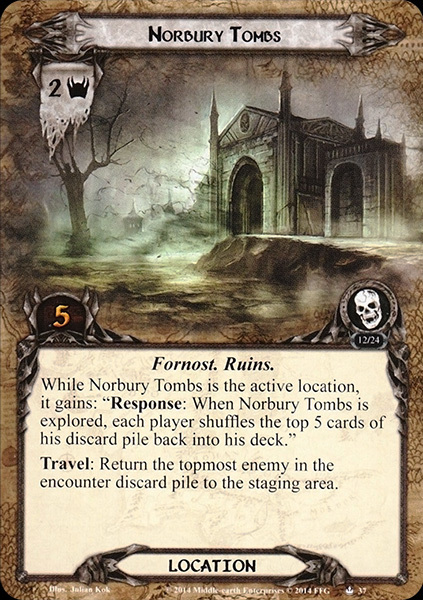 Norbury Tombs
2
5
12/24
Fornost. Ruins.
While Norbury Tombs is the active location,
it gains: “Response: When Norbury Tombs is
explored, each player shuffles the top 5 cards of
his discard pile back into his deck.”
Travel: Return the topmost enemy in the
encounter discard pile to the staging area.
LOCATION
Illus. Julian Kok © 2014 Middle-earth Enterprises © 2014 FFG 37